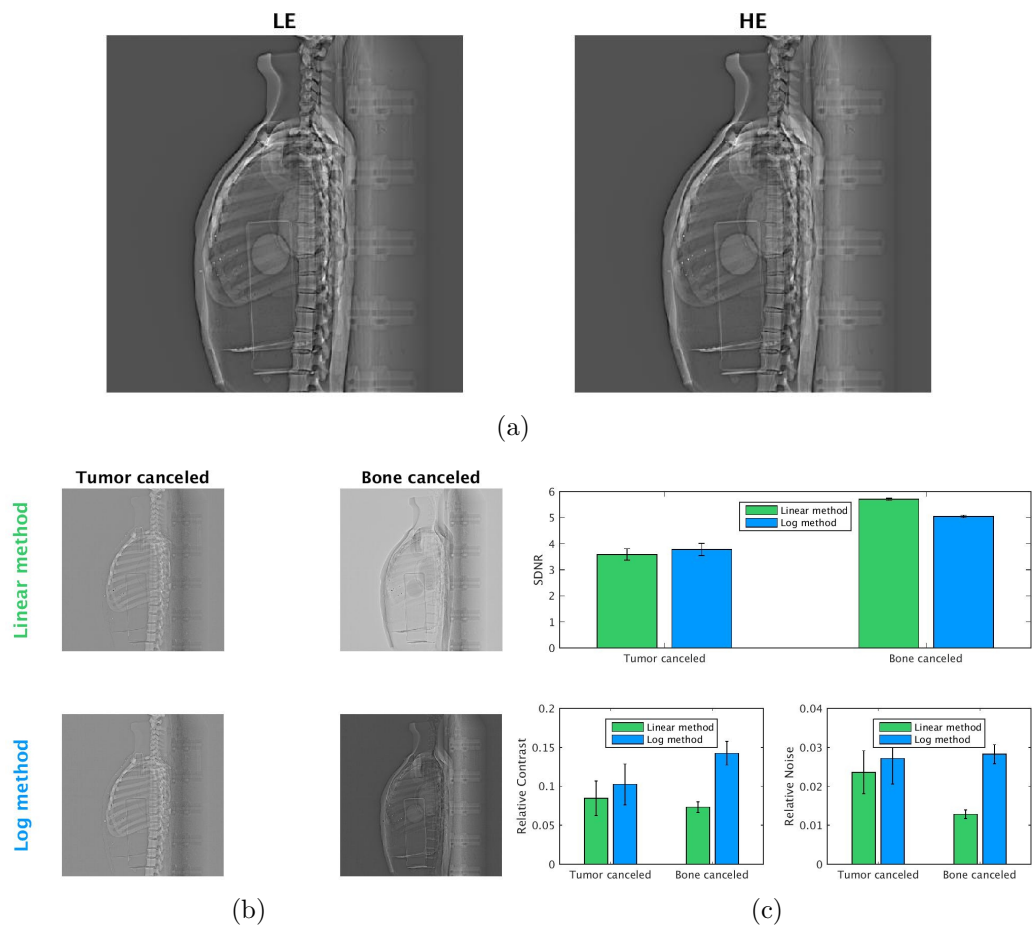 LE
HE
(a)
Tumor canceled
Bone canceled
Linear method
Log method
(b)
6
5
4
3
2
1
0
SDNR
Linear method
Log method
Tumor canceled
Bone canceled
0.2
0.15
0.1
0.05
0
Relative Contrast
Linear method
Log method
Tumor canceled
Bone canceled
0.04
0.03
0.02
0.01
0
Relative Noise
Linear method
Log method
Tumor canceled
Bone canceled
(c)